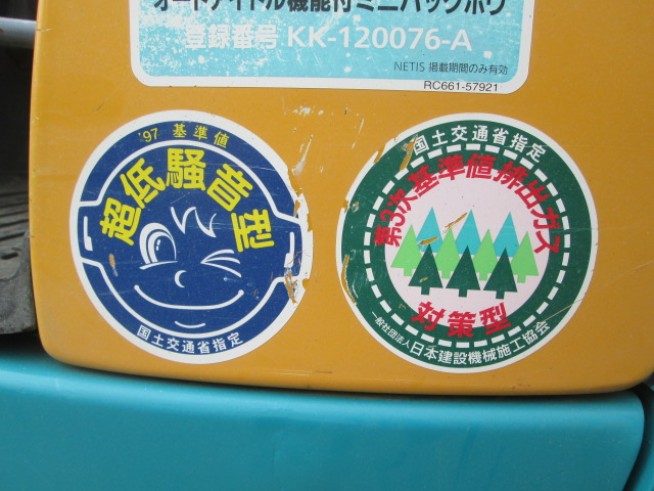 オートアイドル機能付ミニバックホウ
登録番号 KK-120076-A
NETIS 掲載期間のみ有効
RC661-57921
'97 基準値
超低騒音型
国土交通省指定
国土交通省指定
第3次基準値排出ガス
対策型
一般社団法人日本建設機械施工協会